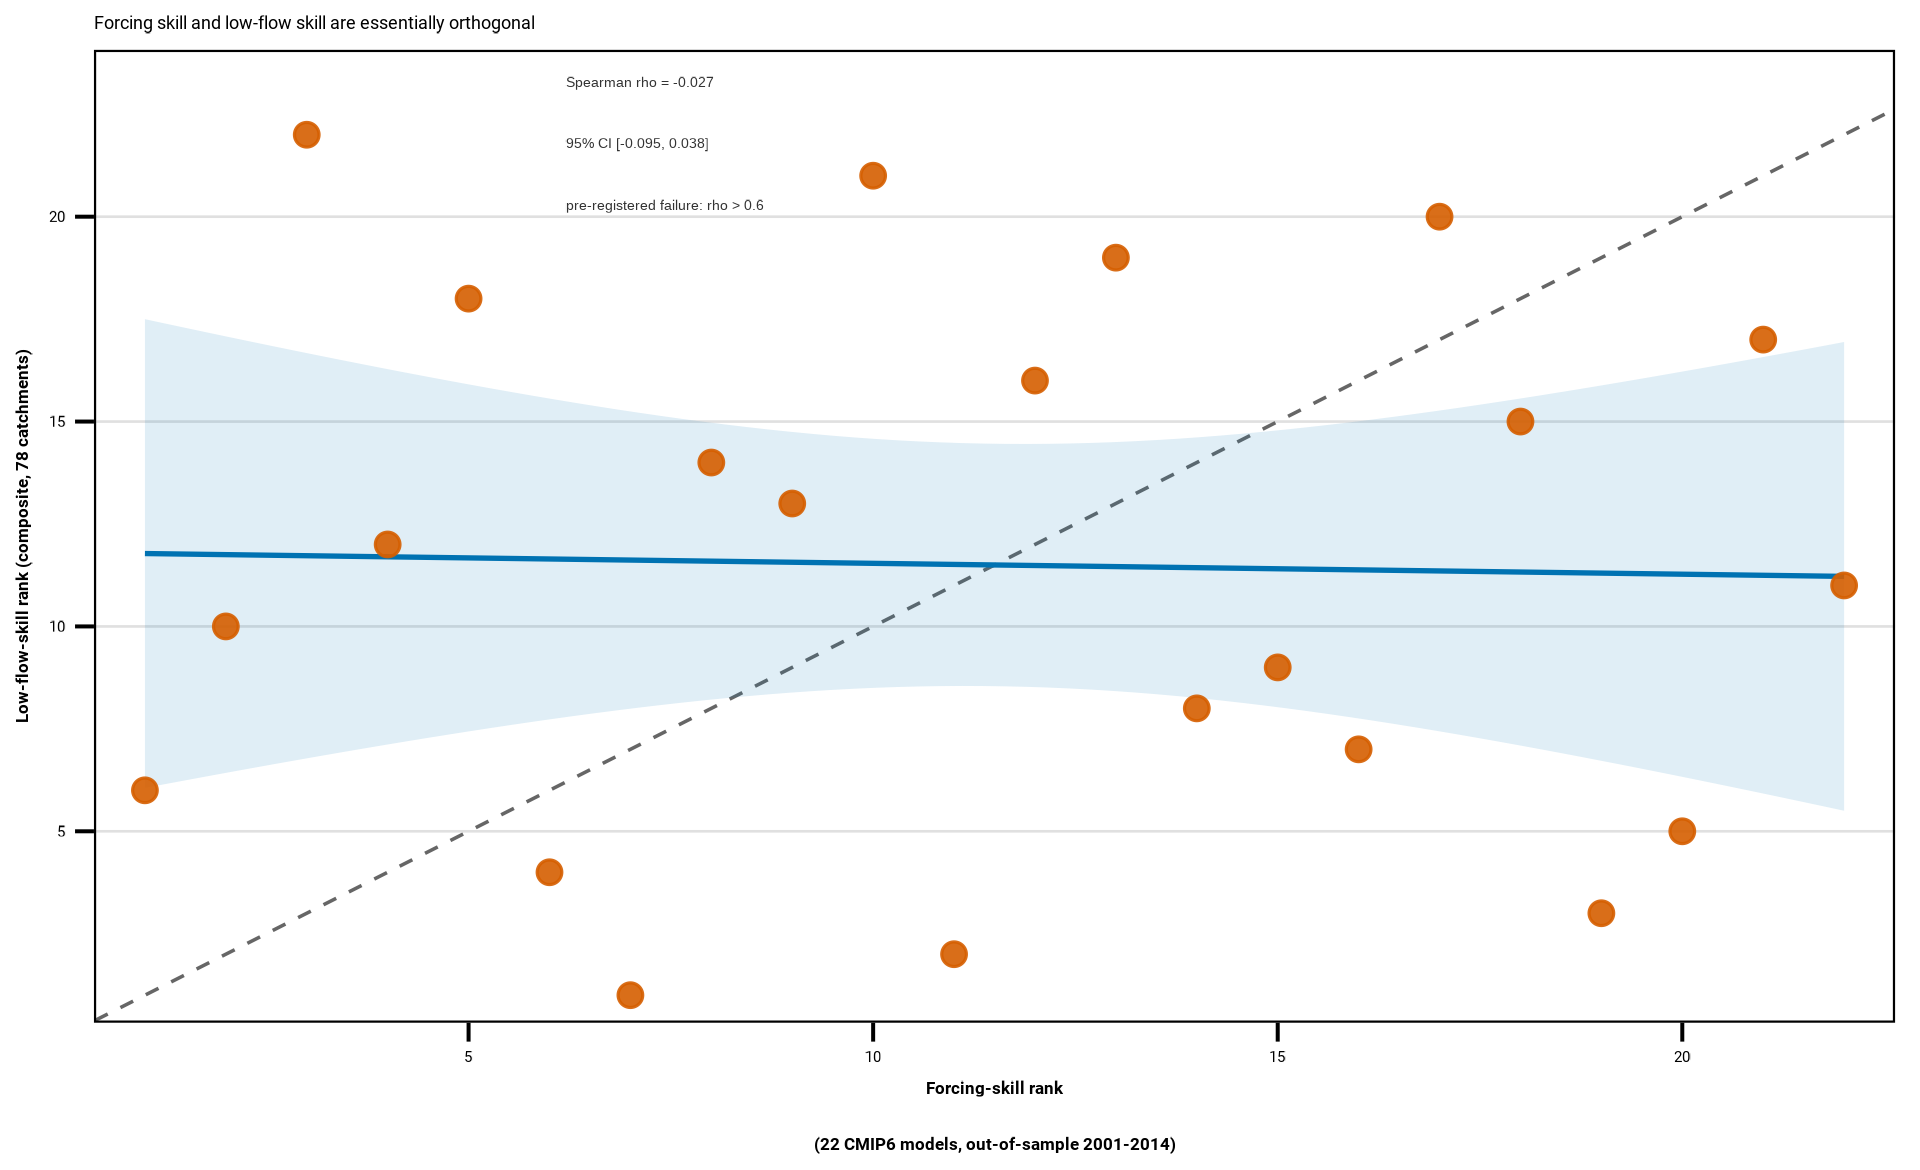 Forcing skill and low-flow skill are essentially orthogonal
Spearman rho = -0.027
95% CI [-0.095, 0.038]
pre-registered failure: rho > 0.6
20
15
10
5
Low-flow-skill rank (composite, 78 catchments)
5
10
15
20
Forcing-skill rank
(22 CMIP6 models, out-of-sample 2001-2014)